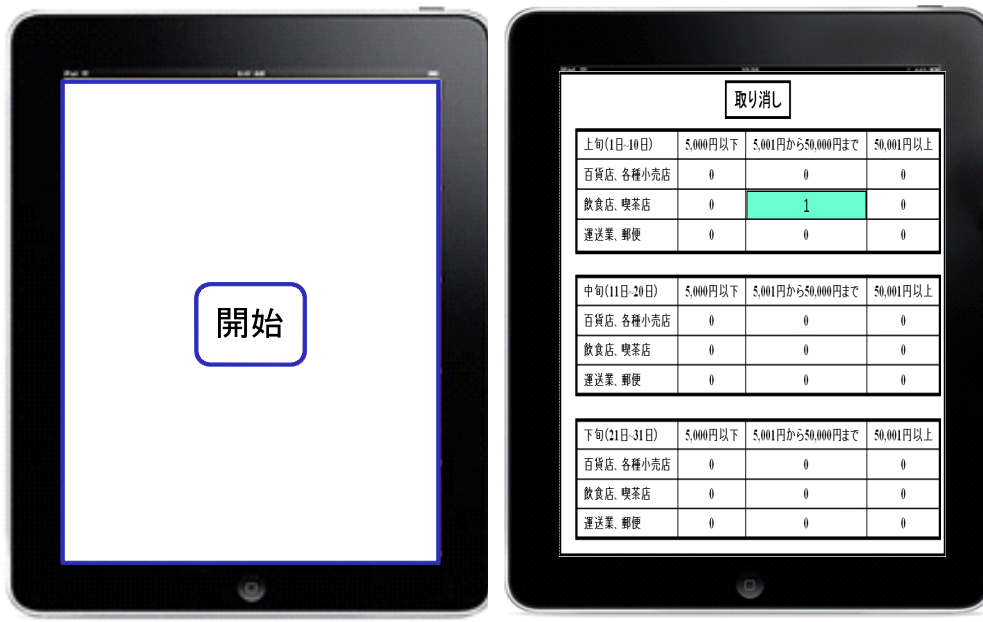 開始
取り消し
上旬(1日~10日) 5,000円以下 5,001円から50,000円まで 50,001円以上
百貨店、各種小売店 0 0 0
飲食店、喫茶店 0 1 0
運送業、郵便 0 0 0
中旬(11日~20日) 5,000円以下 5,001円から50,000円まで 50,001円以上
百貨店、各種小売店 0 0 0
飲食店、喫茶店 0 0 0
運送業、郵便 0 0 0
下旬(21日~31日) 5,000円以下 5,001円から50,000円まで 50,001円以上
百貨店、各種小売店 0 0 0
飲食店、喫茶店 0 0 0
運送業、郵便 0 0 0